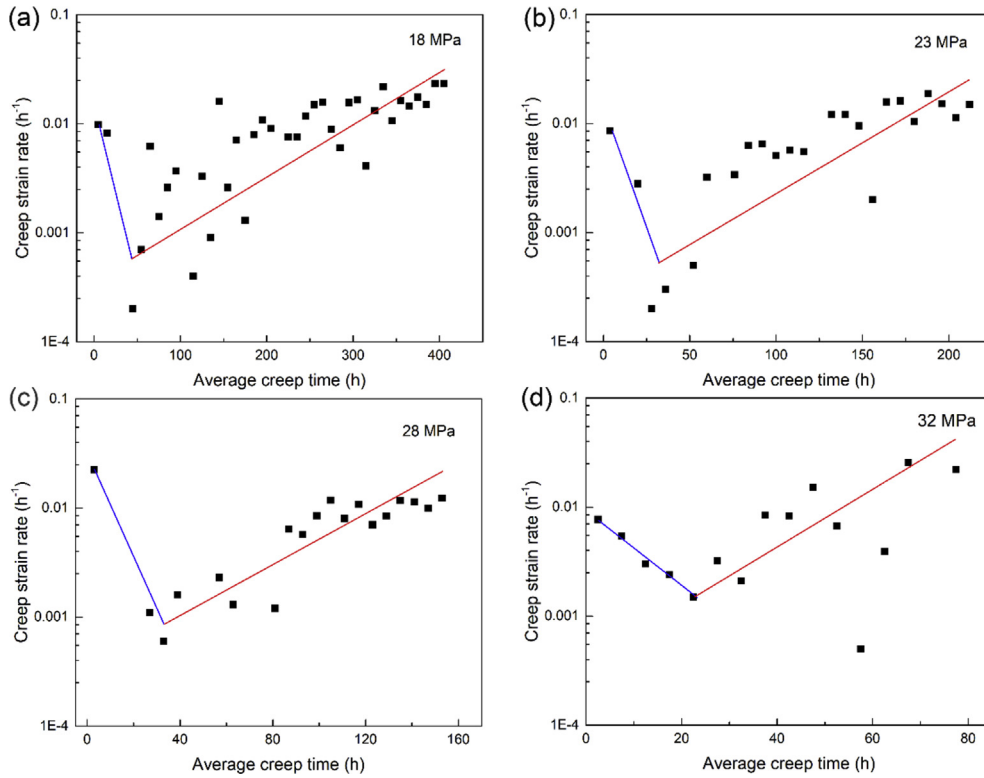 (a)
18 MPa
0.1
0.01
0.001
1E-4
Creep strain rate (h⁻¹)
0
100
200
300
400
Average creep time (h)
(b)
23 MPa
0.1
0.01
0.001
1E-4
Creep strain rate (h⁻¹)
0
50
100
150
200
Average creep time (h)
(c)
28 MPa
0.1
0.01
0.001
1E-4
Creep strain rate (h⁻¹)
0
40
80
120
160
Average creep time (h)
(d)
32 MPa
0.1
0.01
0.001
1E-4
Creep strain rate (h⁻¹)
0
20
40
60
80
Average creep time (h)